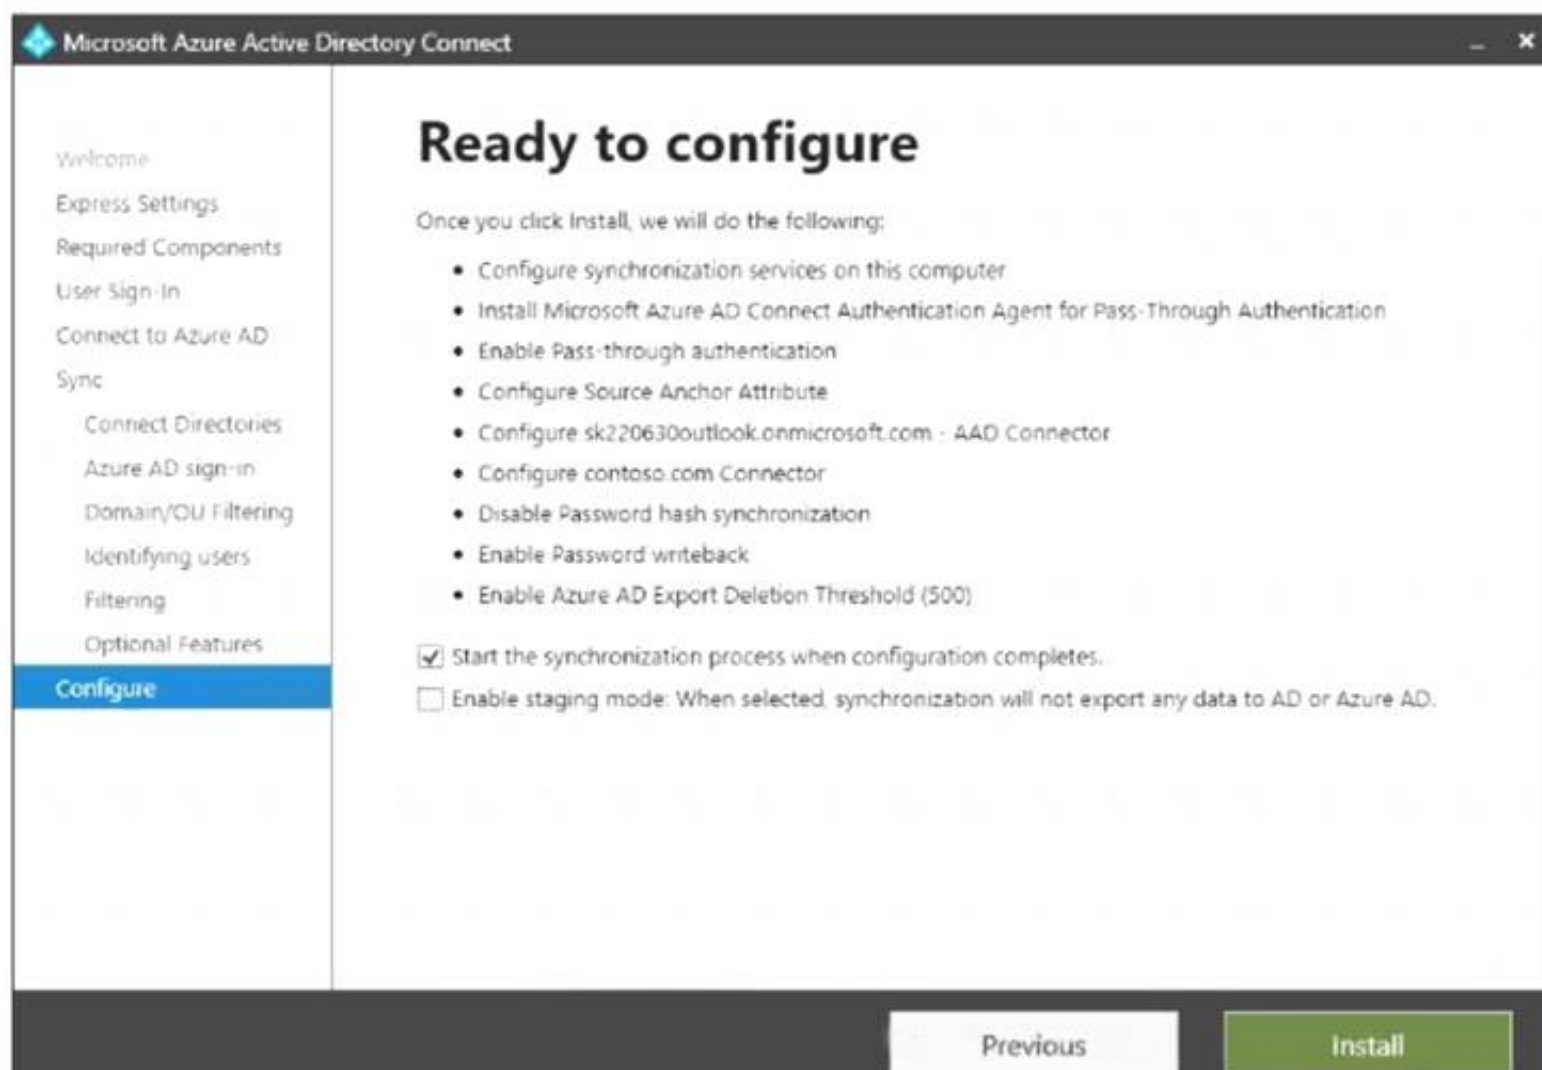 Microsoft Azure Active Directory Connect
Welcome
Express Settings
Required Components
User Sign-In
Connect to Azure AD
Sync
Connect Directories
Azure AD sign-in
Domain/OU Filtering
Identifying users
Filtering
Optional Features
Configure
Ready to configure
Once you click Install, we will do the following:
• Configure synchronization services on this computer
• Install Microsoft Azure AD Connect Authentication Agent for Pass-Through Authentication
• Enable Pass-through authentication
• Configure Source Anchor Attribute
• Configure sk220630outlook.onmicrosoft.com - AAD Connector
• Configure contoso.com Connector
• Disable Password hash synchronization
• Enable Password writeback
• Enable Azure AD Export Deletion Threshold (500)
Start the synchronization process when configuration completes.
Enable staging mode: When selected, synchronization will not export any data to AD or Azure AD.
Previous
Install